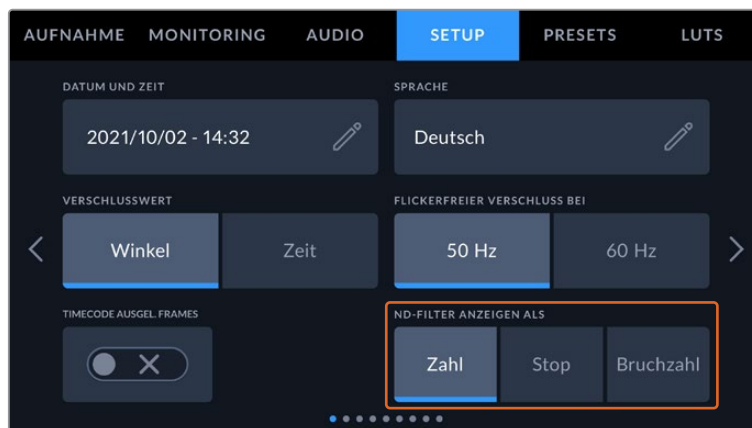 AUFNAHME MONITORING AUDIO SETUP PRESETS LUTS
DATUM UND ZEIT SPRACHE
2021/10/02 - 14:32 Deutsch
VERSCHLUSSWERT FLICKERFREIER VERSCHLUSS BEI
Winkel Zeit 50 Hz 60 Hz
TIMECODE AUSGEL. FRAMES ND-FILTER ANZEIGEN ALS
Zahl Stop Bruchzahl